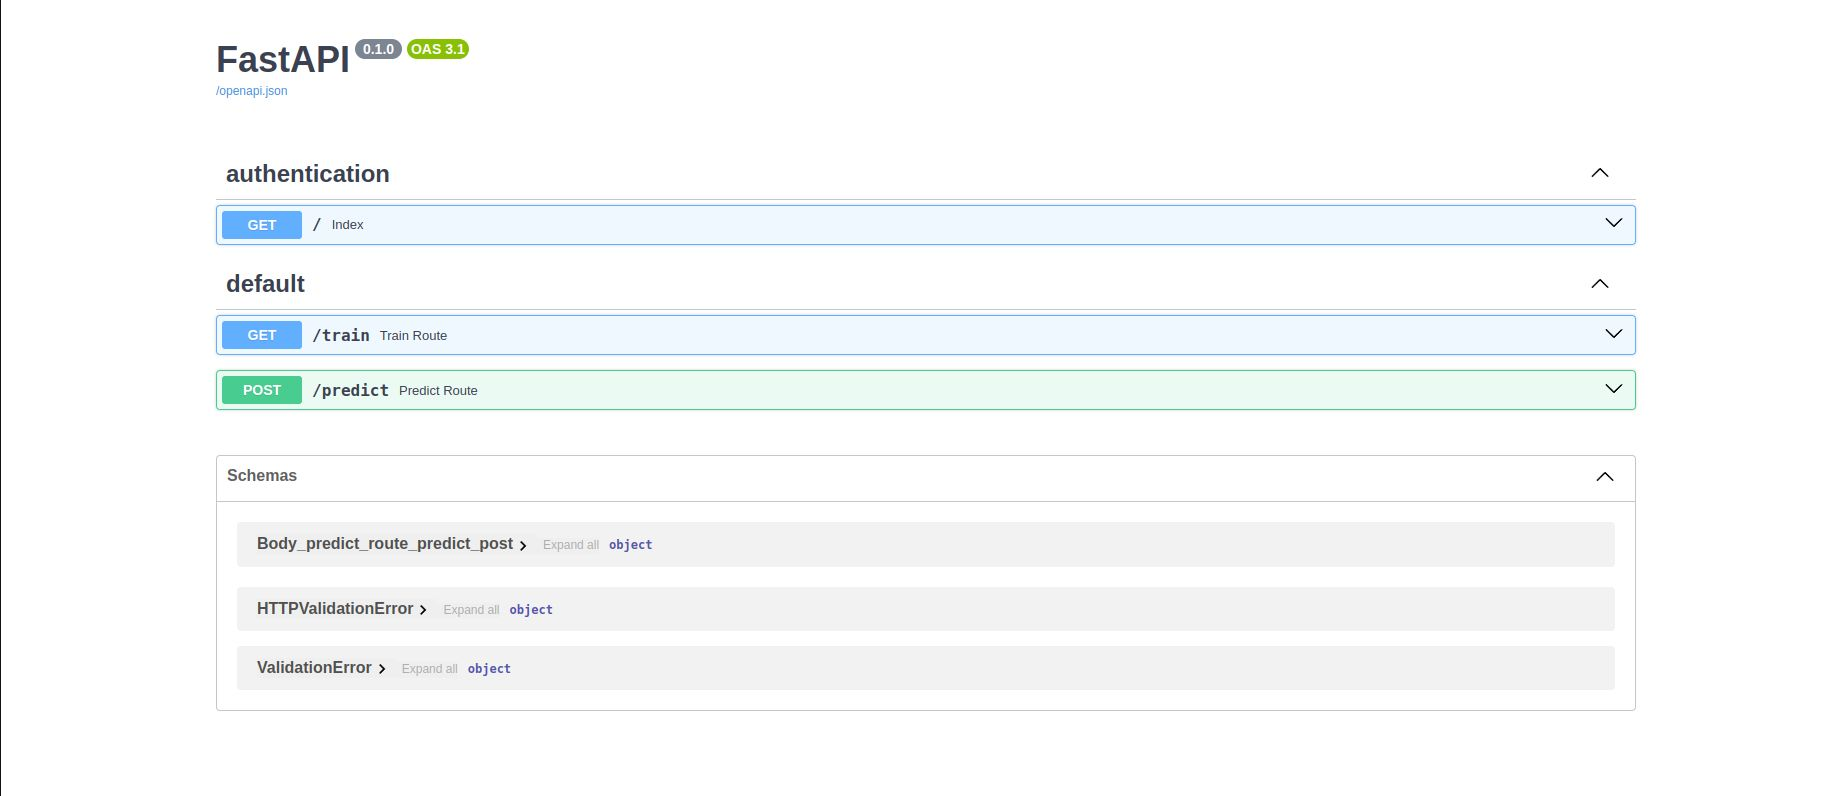 FastAPI 0.1.0 OAS 3.1
/openapi.json
authentication
GET / Index
default
GET /train Train Route
POST /predict Predict Route
Schemas
Body_predict_route_predict_post Expand all object
HTTPValidationError Expand all object
ValidationError Expand all object